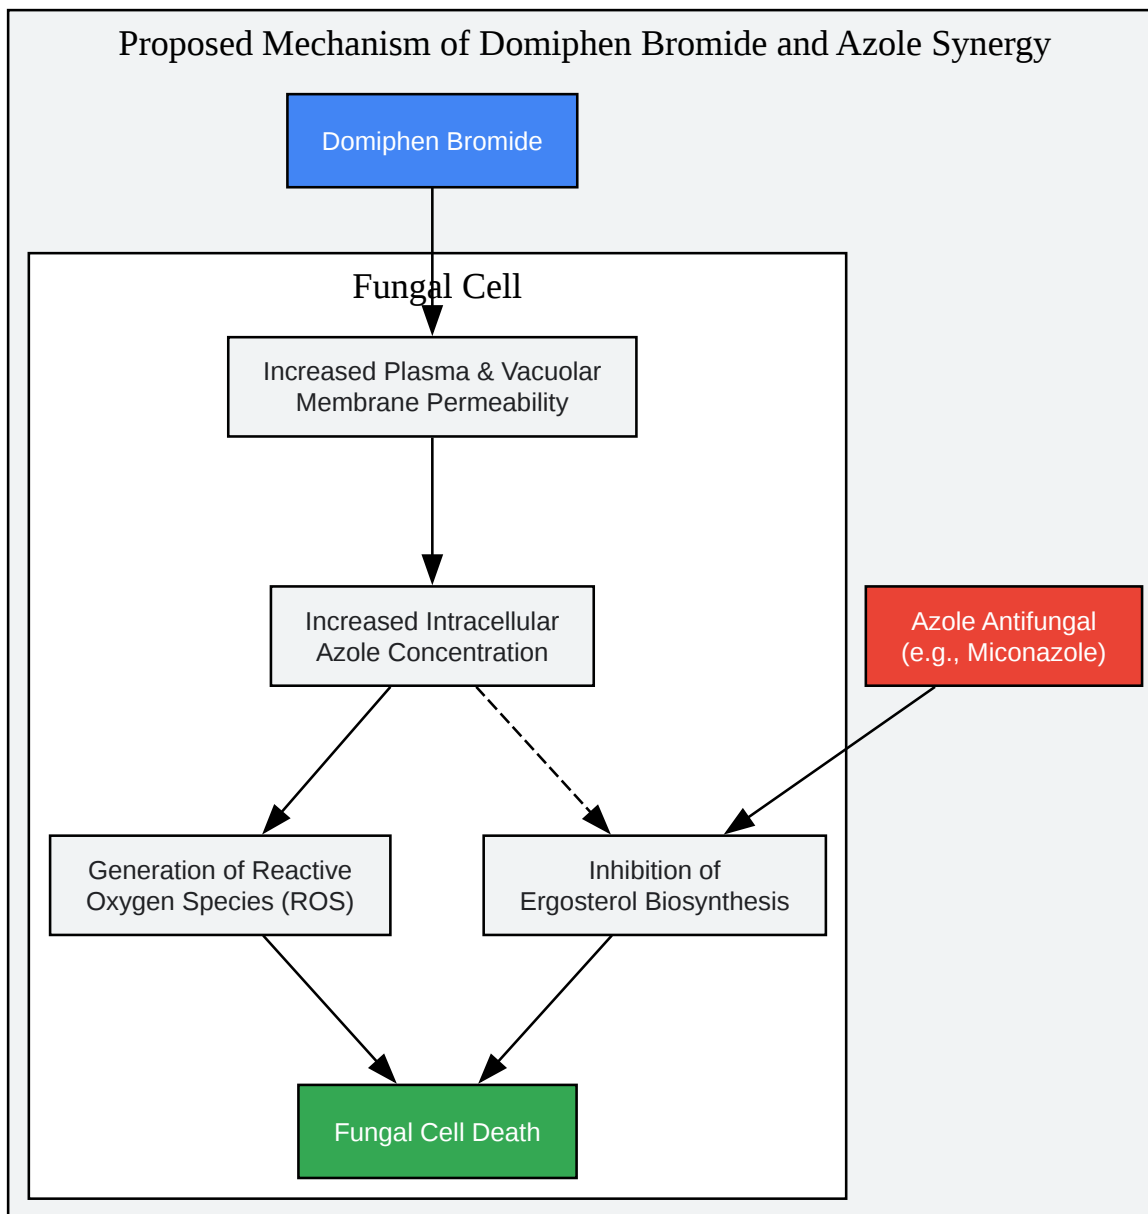 Proposed Mechanism of Domiphen Bromide and Azole Synergy
Domiphen Bromide
Fungal Cell
Increased Plasma & Vacuolar
Membrane Permeability
Increased Intracellular
Azole Concentration
Azole Antifungal
(e.g., Miconazole)
Generation of Reactive
Oxygen Species (ROS)
Inhibition of
Ergosterol Biosynthesis
Fungal Cell Death